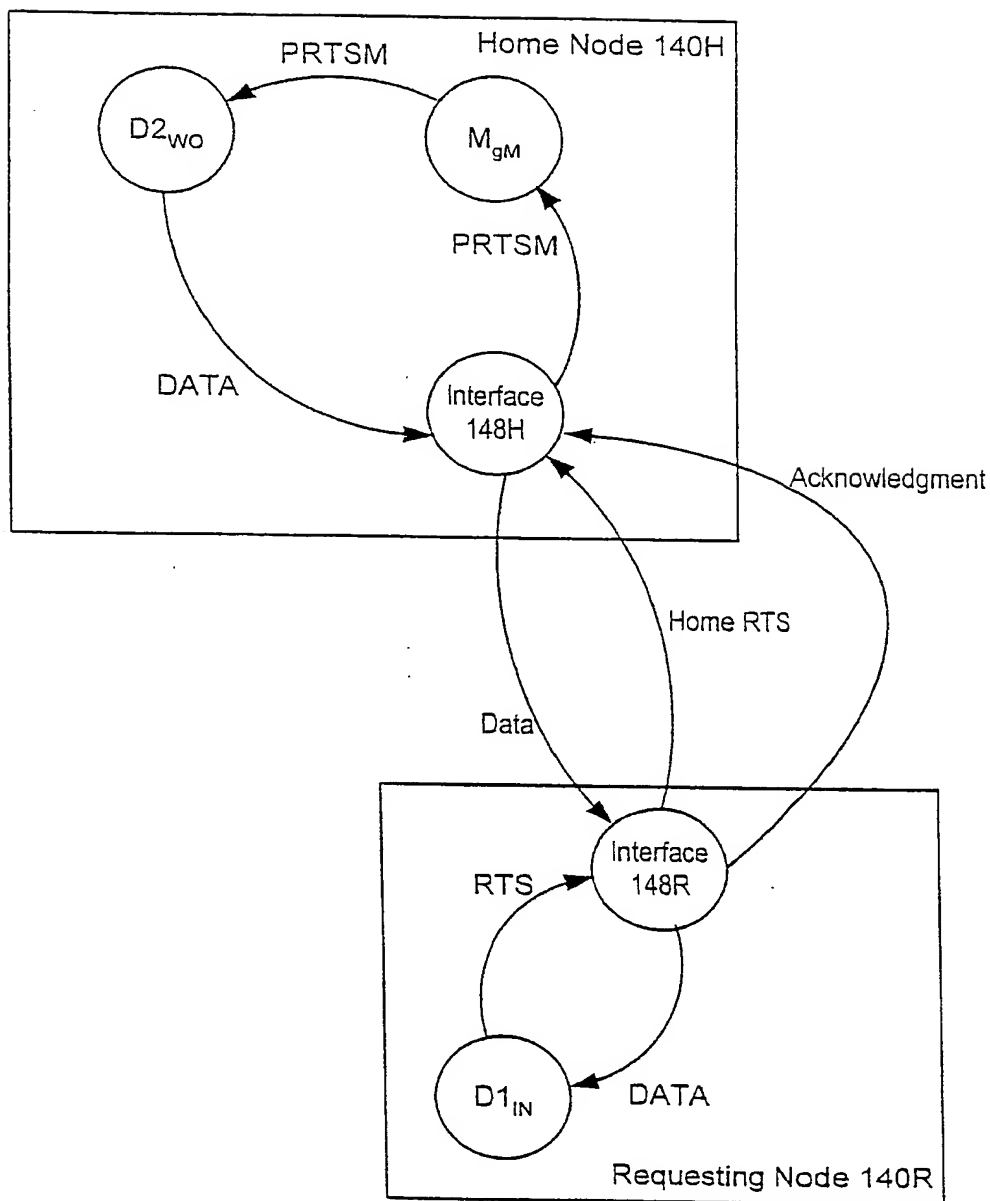 Home Node 140H
PRTSM
D2WO
MgM
PRTSM
DATA
Interface
148H
Acknowledgment
Home RTS
Data
Interface
148R
RTS
D1IN
DATA
Requesting Node 140R